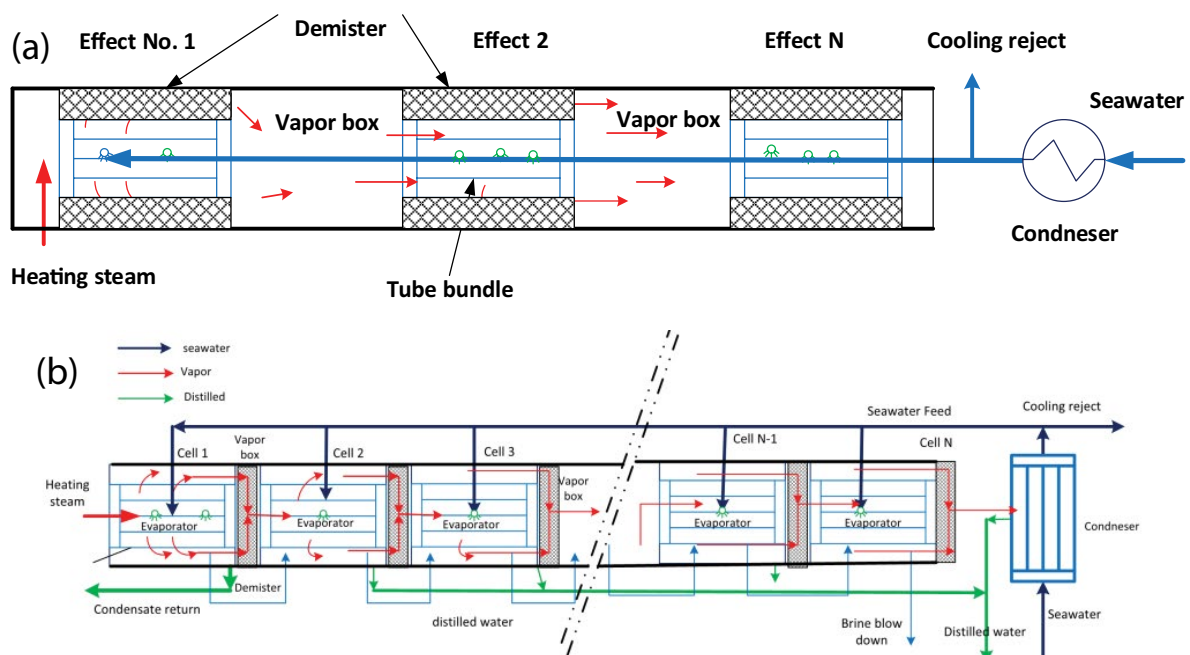 (a)
Effect No. 1
Demister
Effect 2
Effect N
Cooling reject
Seawater
Vapor box
Vapor box
Condneser
Heating steam
Tube bundle
(b)
seawater
Vapor
Distilled
Seawater Feed
Cooling reject
Cell 1
Vapor
box
Cell 2
Cell 3
Cell N-1
Cell N
Heating
steam
Vapor
box
Evaporator
Evaporator
Evaporator
Evaporator
Evaporator
Condneser
Demister
Condensate return
distilled water
Brine blow
down
Distilled water
Seawater